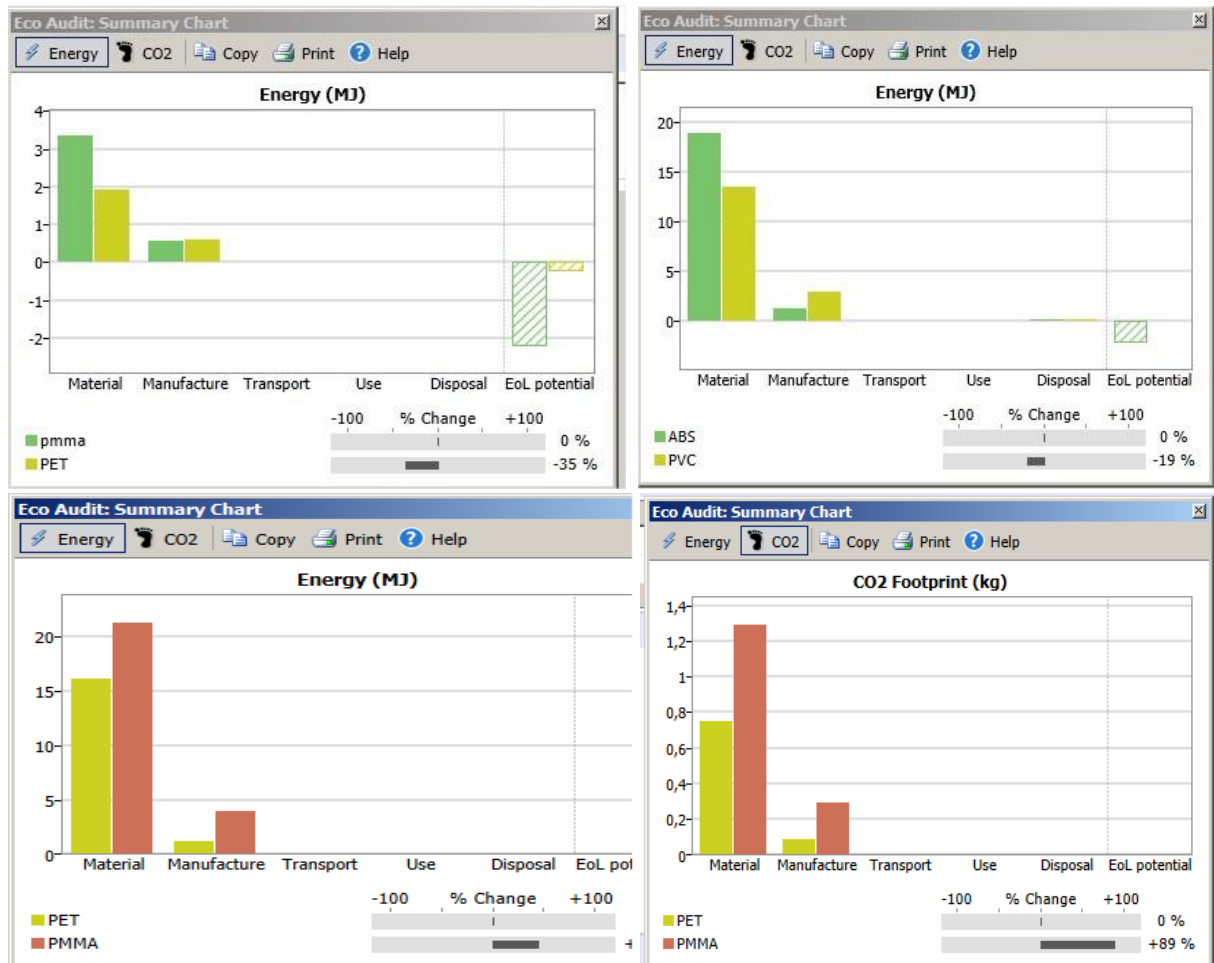 Eco Audit: Summary Chart
Energy CO2 Copy Print Help
Energy (MJ)
4
3
2
1
0
-1
-2
Material Manufacture Transport Use Disposal EoL potential
-100 % Change +100
pmma 0 %
PET -35 %
Eco Audit: Summary Chart
Energy CO2 Copy Print Help
Energy (MJ)
20
15
10
5
0
Material Manufacture Transport Use Disposal EoL potential
-100 % Change +100
ABS 0 %
PVC -19 %
Eco Audit: Summary Chart
Energy CO2 Copy Print Help
Energy (MJ)
20
15
10
5
0
Material Manufacture Transport Use Disposal EoL pot
-100 % Change +100
PET
PMMA +
Eco Audit: Summary Chart
Energy CO2 Copy Print Help
CO2 Footprint (kg)
1,4
1,2
1
0,8
0,6
0,4
0,2
0
Material Manufacture Transport Use Disposal EoL potential
-100 % Change +100
PET 0 %
PMMA +89 %